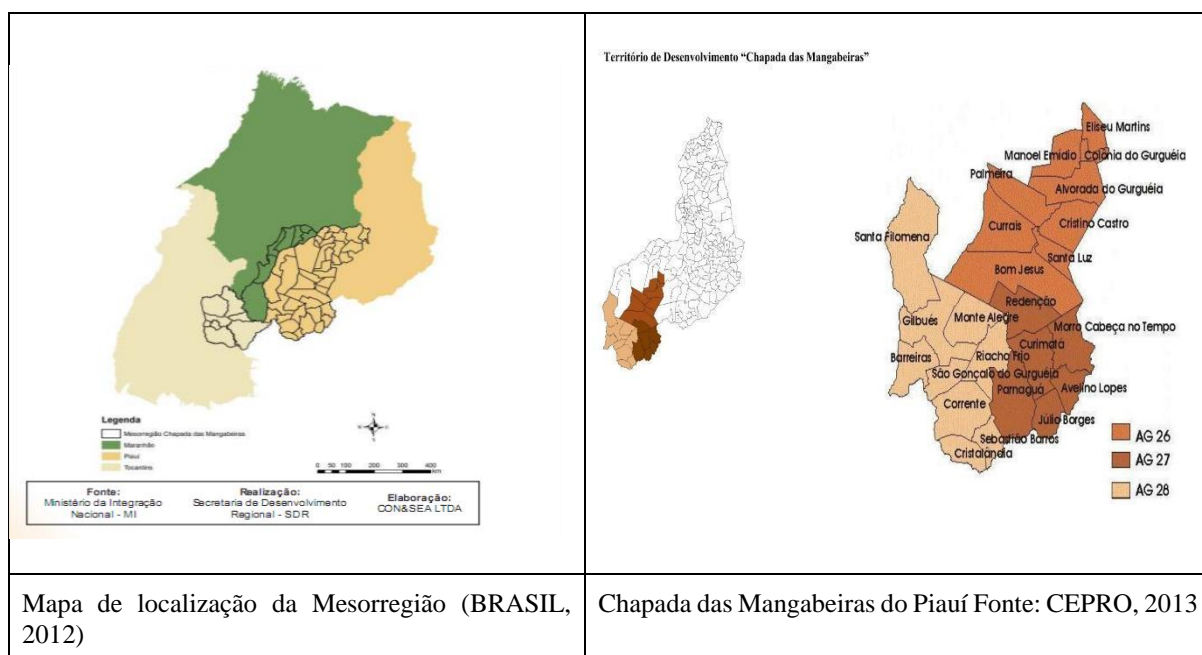 Legenda
Mesorregião Chapada das Mangabeiras
Maranhão
Piauí
Tocantins
N
0 50 100 200 300 400
km
Fonte:
Ministério da Integração
Nacional - MI
Realização:
Secretaria de Desenvolvimento
Regional - SDR
Elaboração:
CON&SEA LTDA
Território de Desenvolvimento “Chapada das Mangabeiras”
Eliseu Martins
Manoel Emidio
Colônia do Gurguéia
Palmeira
Alvorada do Gurguéia
Cristino Castro
Currais
Santa Filomena
Santa Luz
Bom Jesus
Redenção
Gilbués
Monte Alegre
Morro Cabeça no Tempo
Curimatá
Barreiras
Riacho Frio
São Gonçalo do Gurguéia
Parnaguá
Avelino Lopes
Corrente
Júlio Borges
Sebastião Barros
Cristalândia
AG 26
AG 27
AG 28
Mapa de localização da Mesorregião (BRASIL,
2012)
Chapada das Mangabeiras do Piauí Fonte: CEPRO, 2013